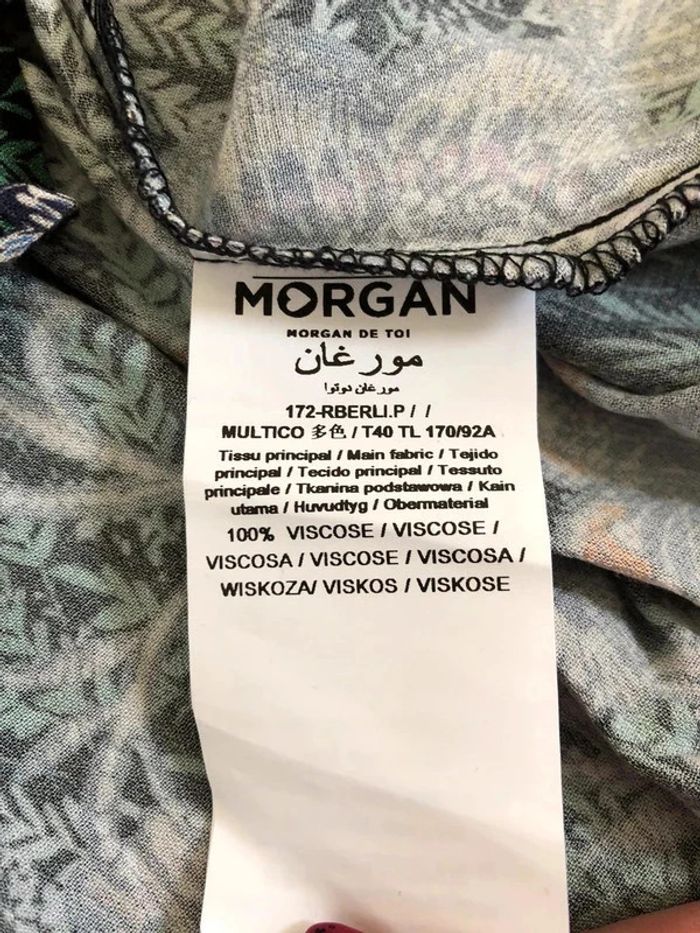 MORGAN
MORGAN DE TOI
مورغان
مورغان دوتوا
172-RBERLI.P / /
MULTICO 多色 / T40 TL 170/92A
Tissu principal / Main fabric / Tejido
principal / Tecido principal / Tessuto
principale / Tkanina podstawowa / Kain
utama / Huvudtyg / Obermaterial
100% VISCOSE / VISCOSE /
VISCOSA / VISCOSE / VISCOSA /
WISKOZA/ VISKOS / VISKOSE